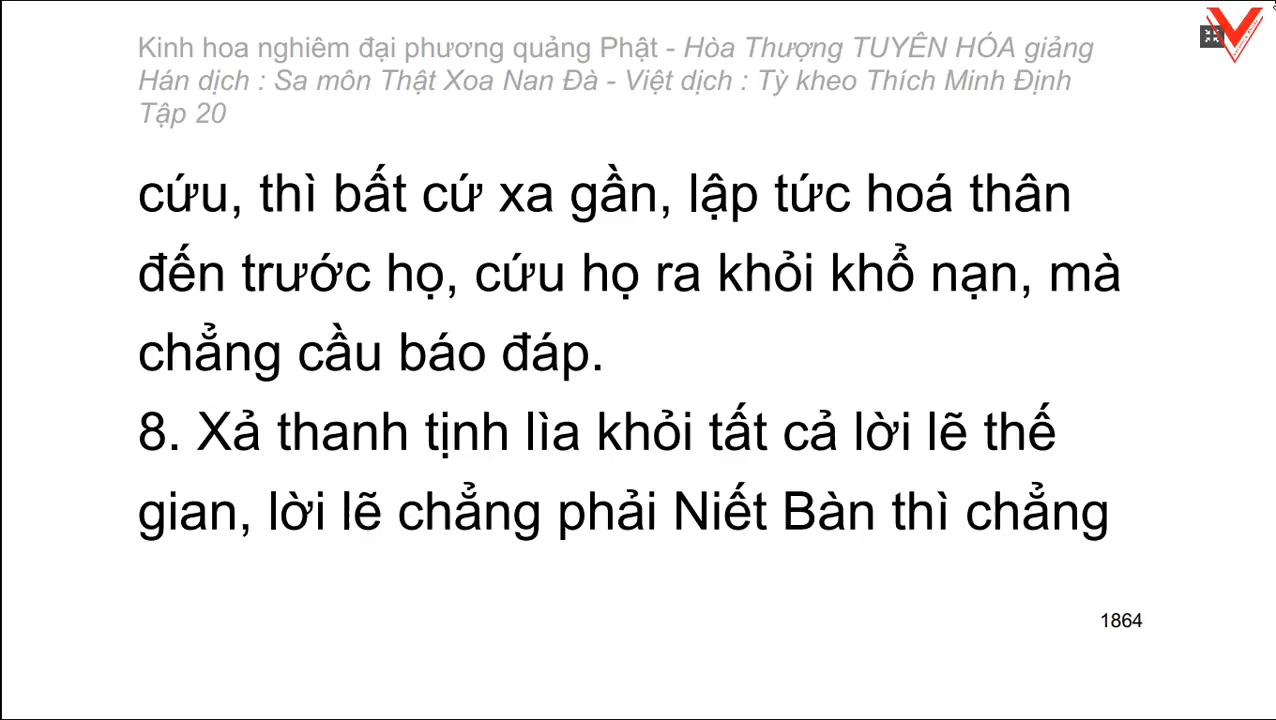 Kinh hoa nghiêm đại phương quảng Phật - Hòa Thượng TUYÊN HÓA giảng
Hán dịch : Sa môn Thật Xoa Nan Đà - Việt dịch : Tỳ kheo Thích Minh Định
Tập 20
cứu, thì bất cứ xa gần, lập tức hoá thân
đến trước họ, cứu họ ra khỏi khổ nạn, mà
chẳng cầu báo đáp.
8. Xả thanh tịnh lìa khỏi tất cả lời lẽ thế
gian, lời lẽ chẳng phải Niết Bàn thì chẳng
1864